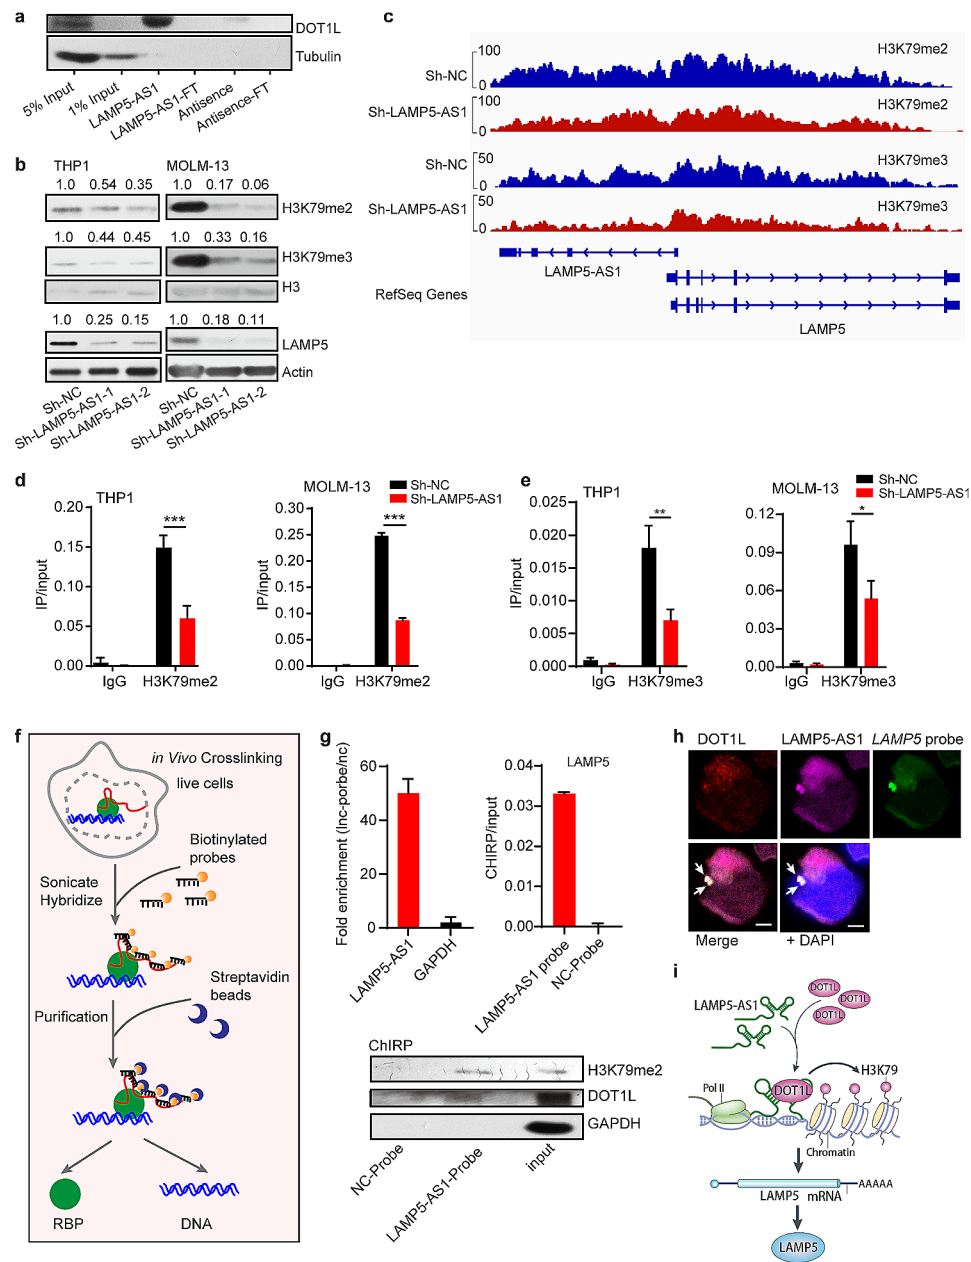 a
DOT1L
Tubulin
5% Input
1% Input
LAMP5-AS1
LAMP5-AS1-FT
Antisence
Antisence-FT
b
THP1
MOLM-13
1.0 0.54 0.35
1.0 0.17 0.06
H3K79me2
1.0 0.44 0.45
1.0 0.33 0.16
H3K79me3
H3
1.0 0.25 0.15
1.0 0.18 0.11
LAMP5
Actin
Sh-NC
Sh-LAMP5-AS1-1
Sh-LAMP5-AS1-2
Sh-NC
Sh-LAMP5-AS1-1
Sh-LAMP5-AS1-2
c
100
H3K79me2
Sh-NC
0
100
H3K79me2
Sh-LAMP5-AS1
0
50
H3K79me3
Sh-NC
0
50
H3K79me3
Sh-LAMP5-AS1
0
LAMP5-AS1
RefSeq Genes
LAMP5
d
THP1
IP/input
0.15
0.10
0.05
0.00
***
IgG
H3K79me2
MOLM-13
Sh-NC
Sh-LAMP5-AS1
IP/input
0.30
0.25
0.20
0.15
0.10
0.05
0.00
***
IgG
H3K79me2
e
THP1
IP/input
0.025
0.020
0.015
0.010
0.005
0.000
**
IgG
H3K79me3
MOLM-13
Sh-NC
Sh-LAMP5-AS1
IP/input
0.12
0.09
0.06
0.03
0.00
*
IgG
H3K79me3
f
in Vivo Crosslinking
live cells
Biotinylated
probes
Sonicate
Hybridize
Streptavidin
beads
Purification
RBP
DNA
g
Fold enrichment (lnc-porbe/nc)
60
40
20
0
LAMP5-AS1
GAPDH
LAMP5
CHIRP/input
0.04
0.03
0.02
0.01
0.00
LAMP5-AS1 probe
NC-Probe
ChIRP
H3K79me2
DOT1L
GAPDH
NC-Probe
LAMP5-AS1-Probe
input
h
DOT1L
LAMP5-AS1
LAMP5 probe
Merge
+ DAPI
i
LAMP5-AS1
DOT1L
DOT1L
DOT1L
H3K79
DOT1L
Pol II
Chromatin
AAAAA
LAMP5 mRNA
LAMP5